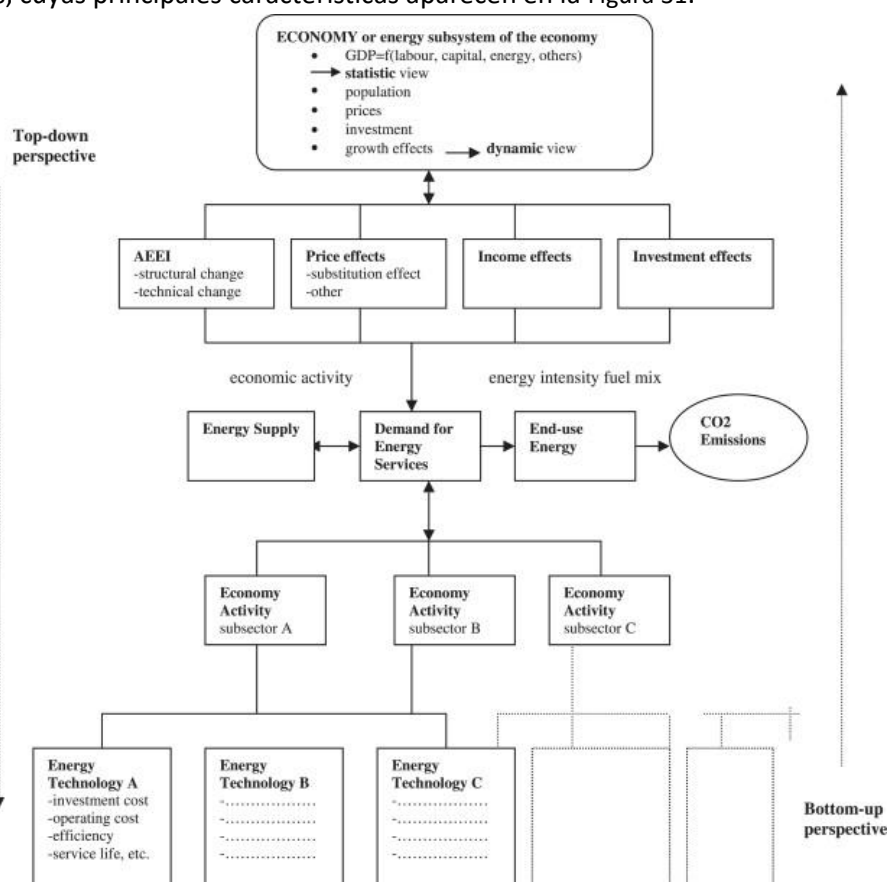 s, cuyas principales características aparecen en la Figura 31.
ECONOMY or energy subsystem of the economy
• GDP=f(labour, capital, energy, others)
statistic view
• population
• prices
• investment
• growth effects
dynamic view
Top-down
perspective
AEEI
-structural change
-technical change
Price effects
-substitution effect
-other
Income effects
Investment effects
economic activity
energy intensity fuel mix
Energy Supply
Demand for
Energy
Services
End-use
Energy
CO2
Emissions
Economy
Activity
subsector A
Economy
Activity
subsector B
Economy
Activity
subsector C
Energy
Technology A
-investment cost
-operating cost
-efficiency
-service life, etc.
Energy
Technology B
-..................
-..................
-..................
-..................
Energy
Technology C
-..................
-..................
-..................
-..................
Bottom-up
perspective